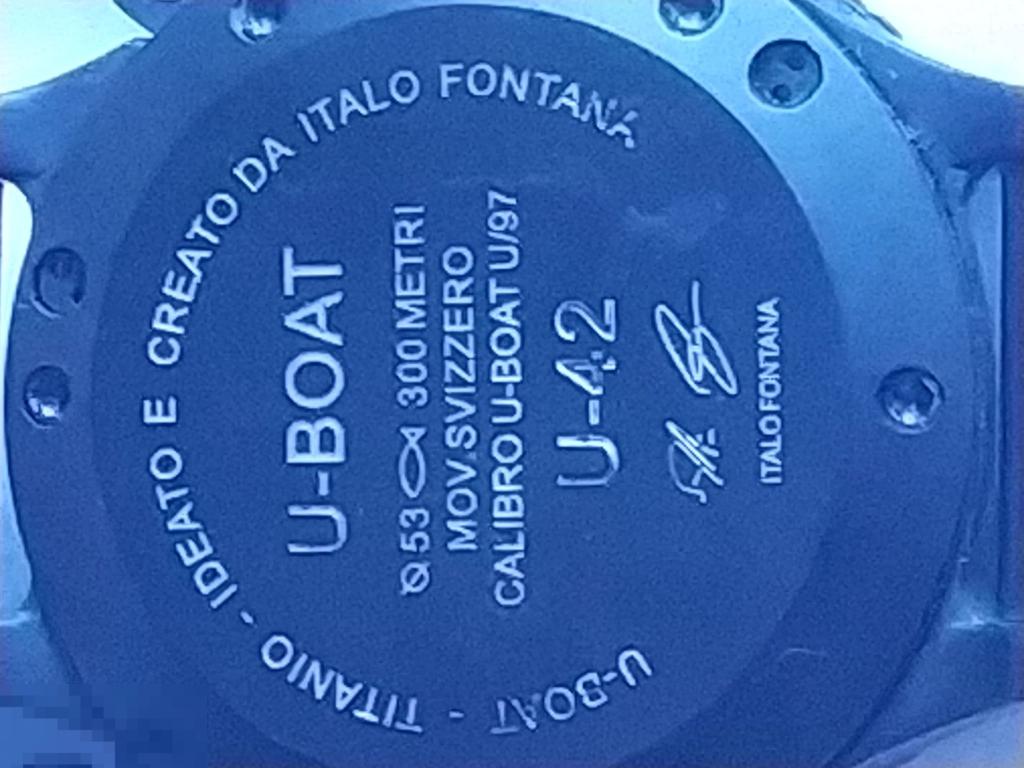 U-BOAT - TITANIO - IDEATO E CREATO DA ITALO FONTANA
U-BOAT
Ø 53 300 METRI
MOV.SVIZZERO
CALIBRO U-BOAT U/97
U-42
ITALO FONTANA